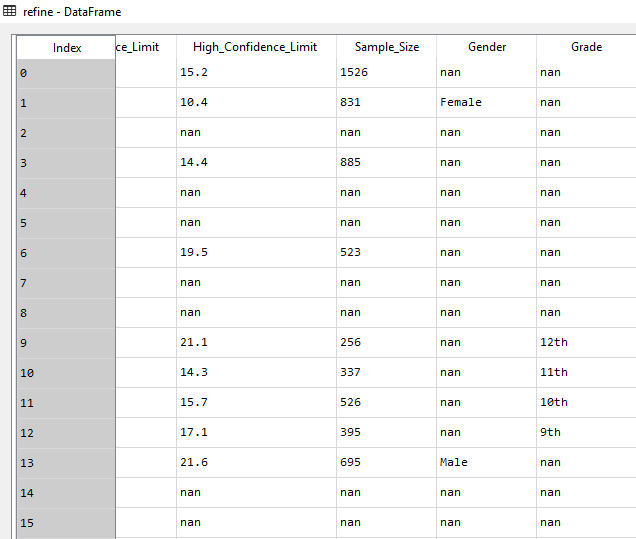 refine - DataFrame
Index ce_Limit High_Confidence_Limit Sample_Size Gender Grade
0 15.2 1526 nan nan
1 10.4 831 Female nan
2 nan nan nan nan
3 14.4 885 nan nan
4 nan nan nan nan
5 nan nan nan nan
6 19.5 523 nan nan
7 nan nan nan nan
8 nan nan nan nan
9 21.1 256 nan 12th
10 14.3 337 nan 11th
11 15.7 526 nan 10th
12 17.1 395 nan 9th
13 21.6 695 Male nan
14 nan nan nan nan
15 nan nan nan nan